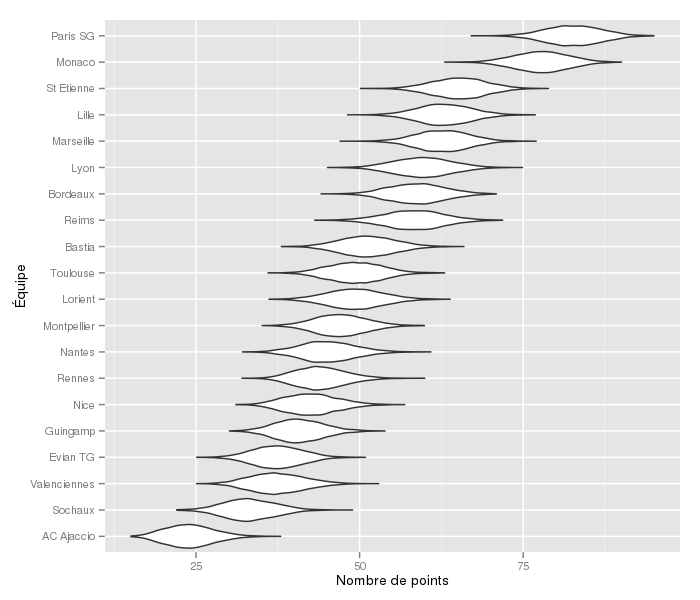 Équipe
Paris SG
Monaco
St Etienne
Lille
Marseille
Lyon
Bordeaux
Reims
Bastia
Toulouse
Lorient
Montpellier
Nantes
Rennes
Nice
Guingamp
Evian TG
Valenciennes
Sochaux
AC Ajaccio
25 50 75
Nombre de points